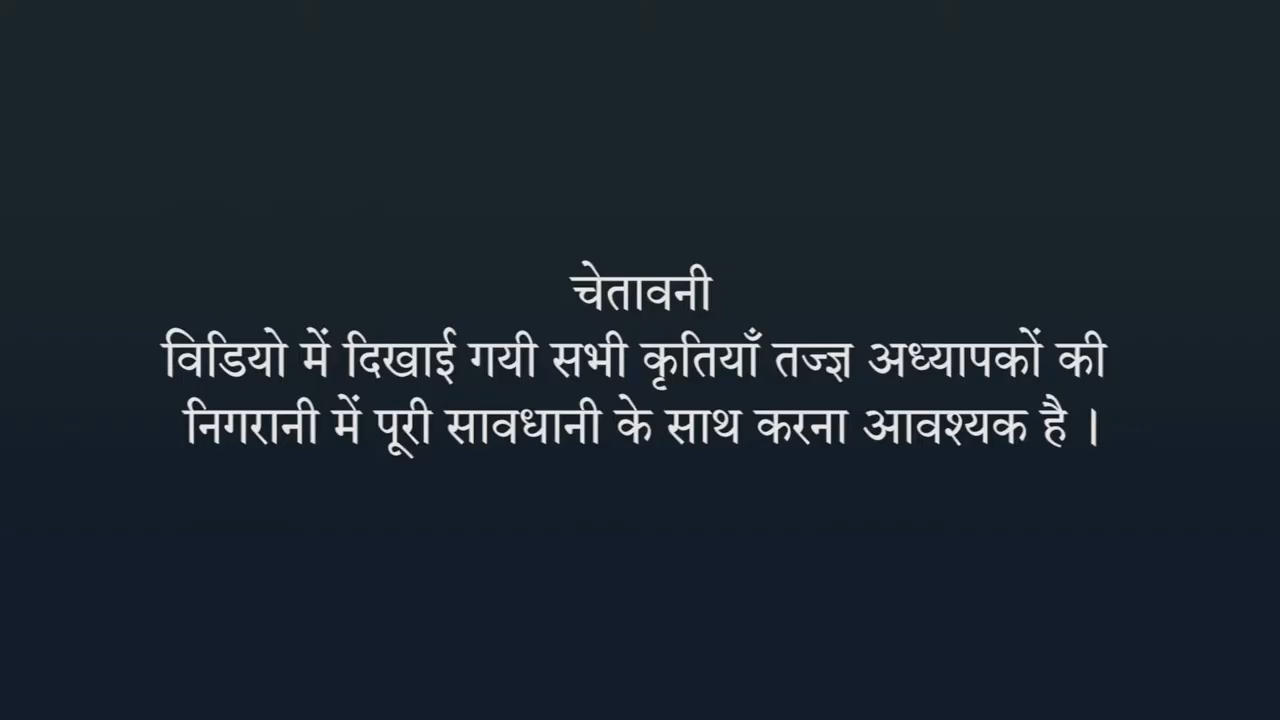 चेतावनी
विडियो में दिखाई गयी सभी कृतियाँ तज्ज्ञ अध्यापकों की
निगरानी में पूरी सावधानी के साथ करना आवश्यक है ।